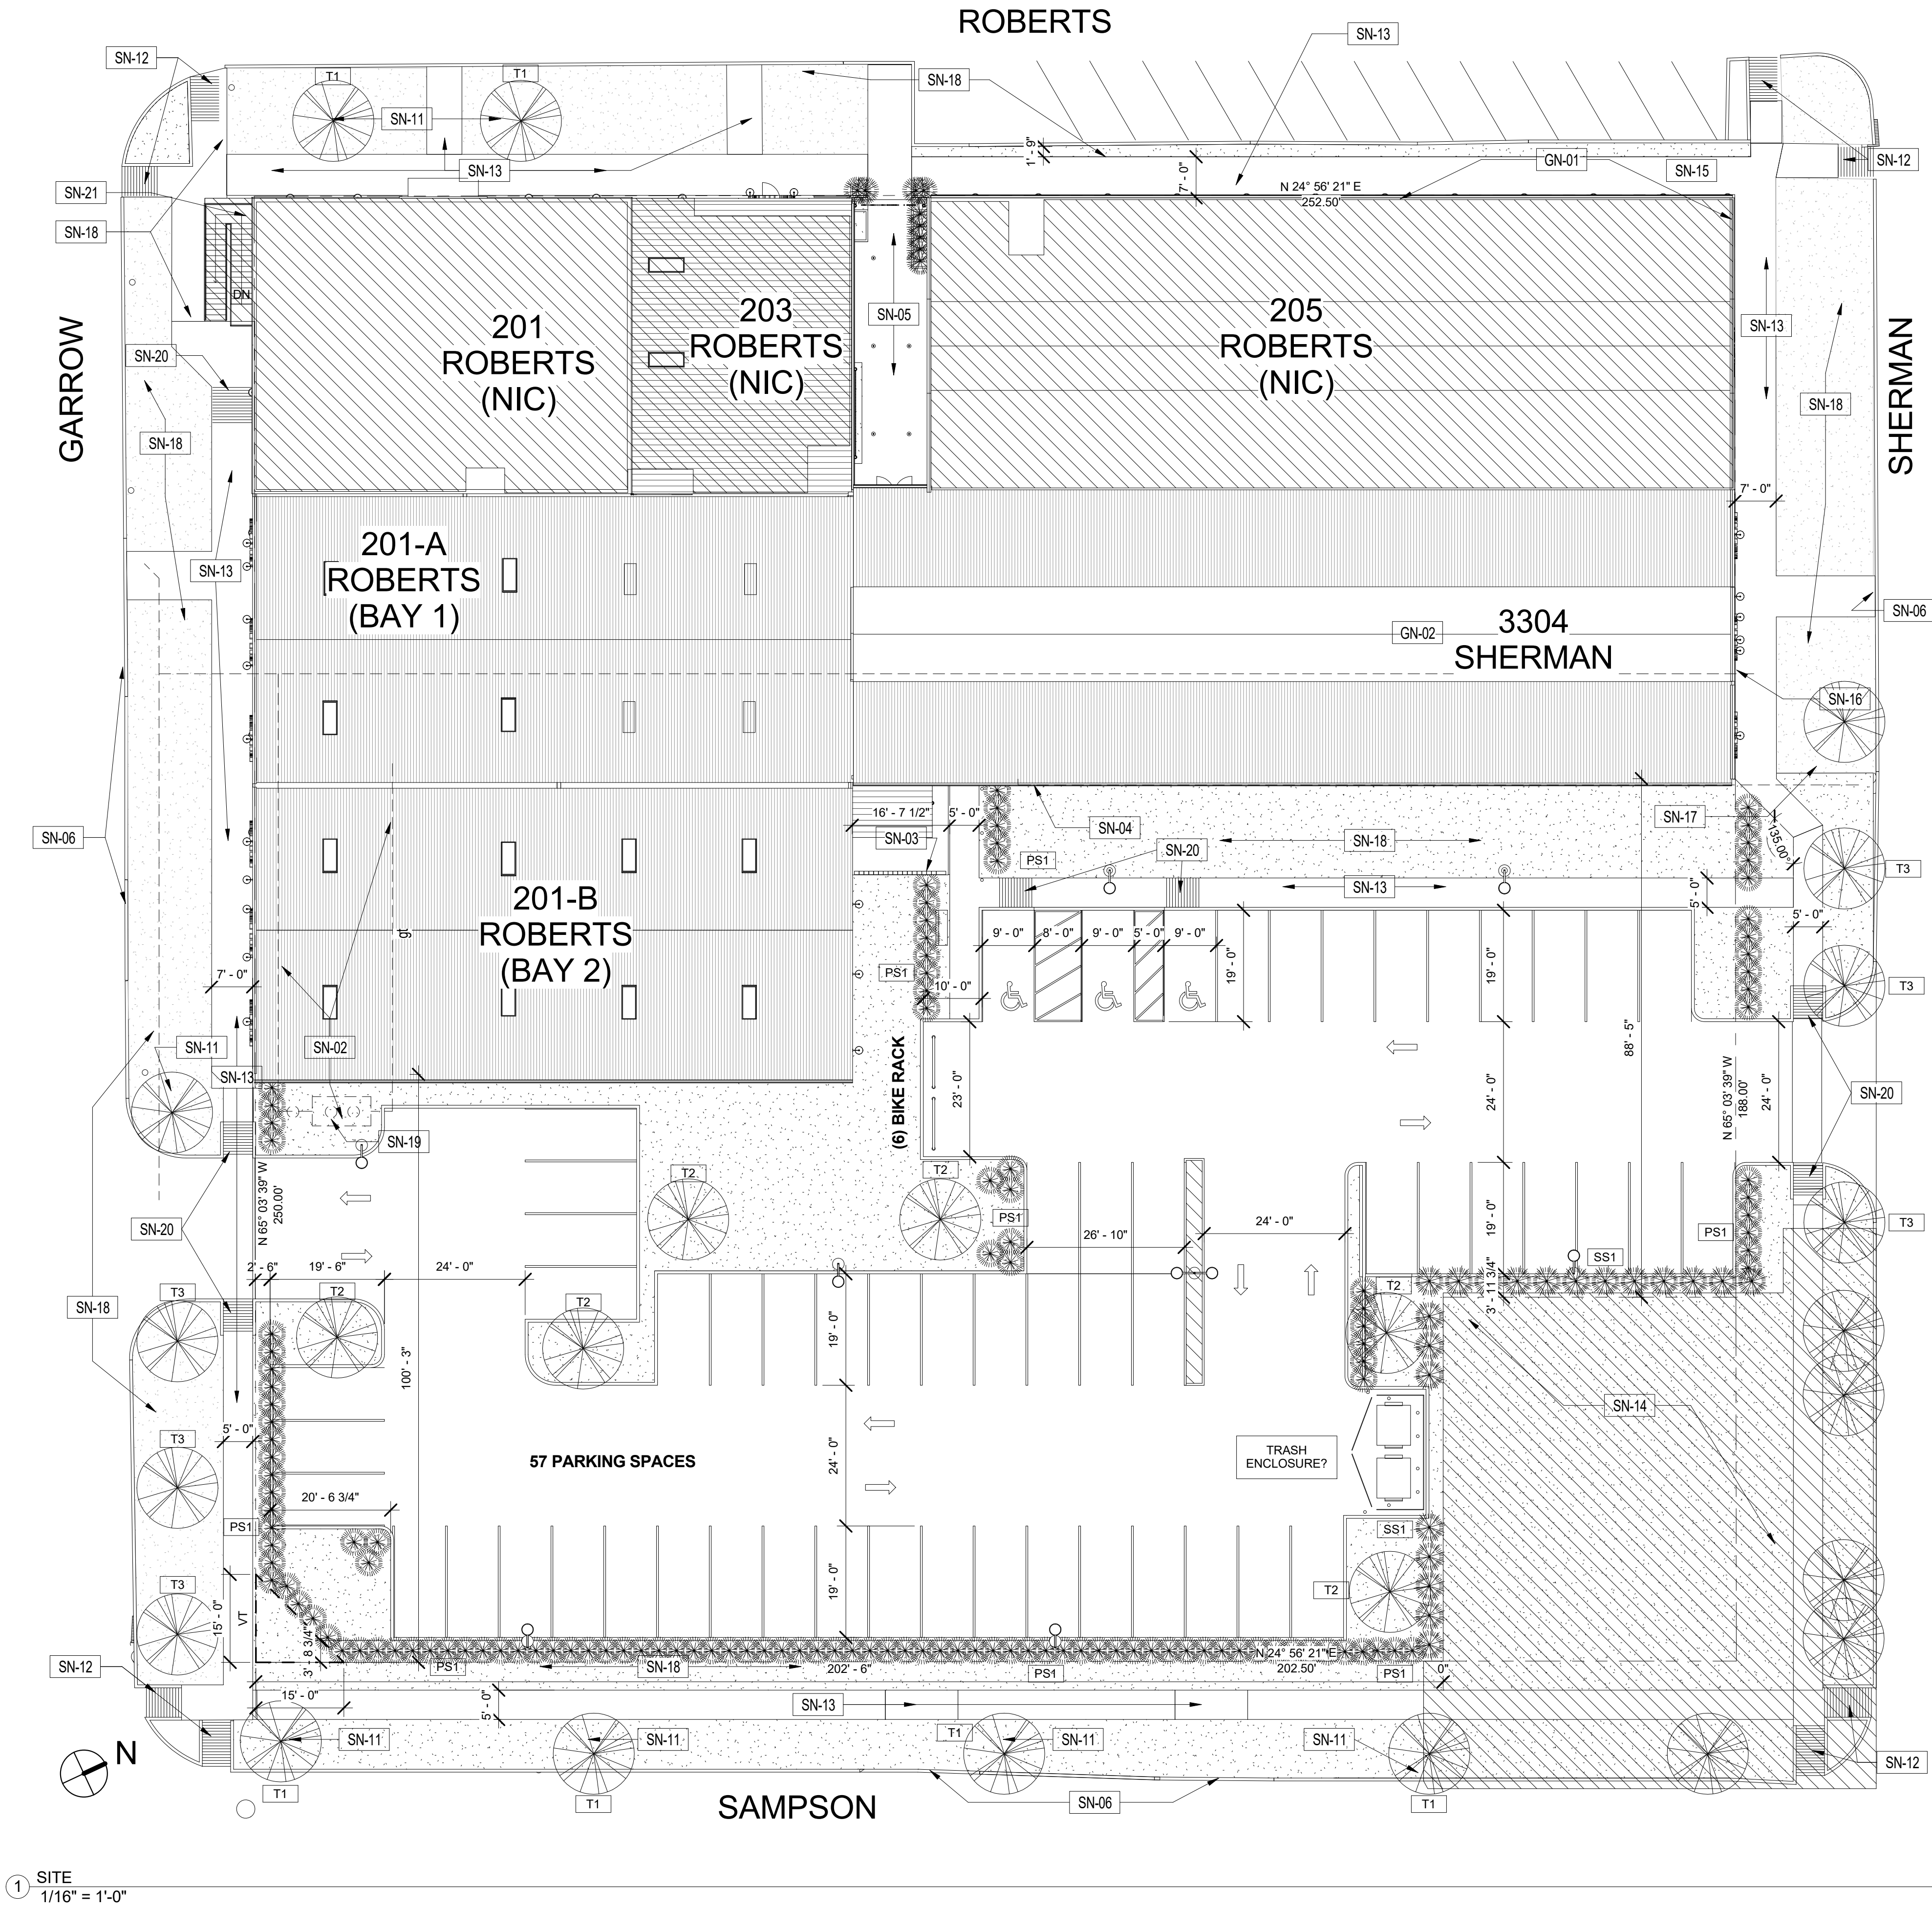 ROBERTS
SN-12
T1
T1
SN-13
SN-18
SN-11
SN-13
1' - 9"
7' - 0"
GN-01
SN-15
SN-12
N 24° 56' 21" E
252.50'
SN-21
SN-18
DN
GARROW
SHERMAN
201
ROBERTS
(NIC)
203
ROBERTS
(NIC)
SN-05
205
ROBERTS
(NIC)
SN-13
SN-20
SN-18
SN-18
7' - 0"
201-A
ROBERTS
(BAY 1)
SN-13
3304
SHERMAN
GN-02
SN-06
SN-16
SN-06
16' - 7 1/2"
5' - 0"
SN-03
SN-04
SN-18
SN-17
135.00°
PS1
SN-20
SN-13
T3
5' - 0"
5' - 0"
201-B
ROBERTS
(BAY 2)
gt
9' - 0"
8' - 0"
9' - 0"
5' - 0"
9' - 0"
19' - 0"
19' - 0"
PS1
7' - 0"
10' - 0"
T3
SN-11
SN-02
SN-13
(6) BIKE RACK
23' - 0"
24' - 0"
88' - 5"
N 65° 03' 39" W
188.00'
24' - 0"
SN-20
SN-19
N 65° 03' 39" W
250.00'
T2
T2
PS1
SN-20
26' - 10"
24' - 0"
19' - 0"
PS1
T3
SS1
2' - 6"
19' - 6"
24' - 0"
SN-18
T3
T2
T2
T2
3' - 11 3/4"
19' - 0"
100' - 3"
SN-14
5' - 0"
T3
57 PARKING SPACES
24' - 0"
TRASH
ENCLOSURE?
20' - 6 3/4"
PS1
SS1
T3
T2
15' - 0"
VT
19' - 0"
3' - 8 3/4"
SN-12
PS1
SN-18
202' - 6"
PS1
N 24° 56' 21" E
202.50'
PS1
0"
15' - 0"
5' - 0"
SN-13
SN-11
SN-11
T1
SN-11
SN-11
SN-12
T1
T1
SN-06
T1
N
SAMPSON
1
SITE
1/16" = 1'-0"